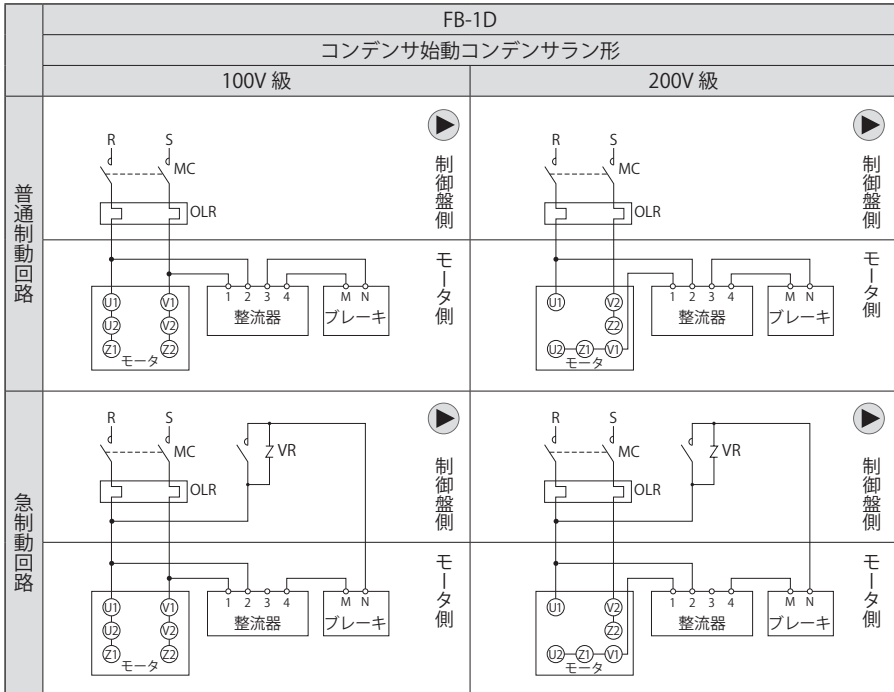 FB-1D
コンデンサ始動コンデンサラン形
100V 級
200V 級
普通制動回路
R S
MC
OLR
制御盤側
U1 V1
U2 V2
Z1 Z2
モータ
1 2 3 4
整流器
M N
ブレーキ
モータ側
R S
MC
OLR
制御盤側
U1 V2
Z2
U2 Z1 V1
モータ
1 2 3 4
整流器
M N
ブレーキ
モータ側
急制動回路
R S
MC
VR
OLR
制御盤側
U1 V1
U2 V2
Z1 Z2
モータ
1 2 3 4
整流器
M N
ブレーキ
モータ側
R S
MC
VR
OLR
制御盤側
U1 V2
Z2
U2 Z1 V1
モータ
1 2 3 4
整流器
M N
ブレーキ
モータ側